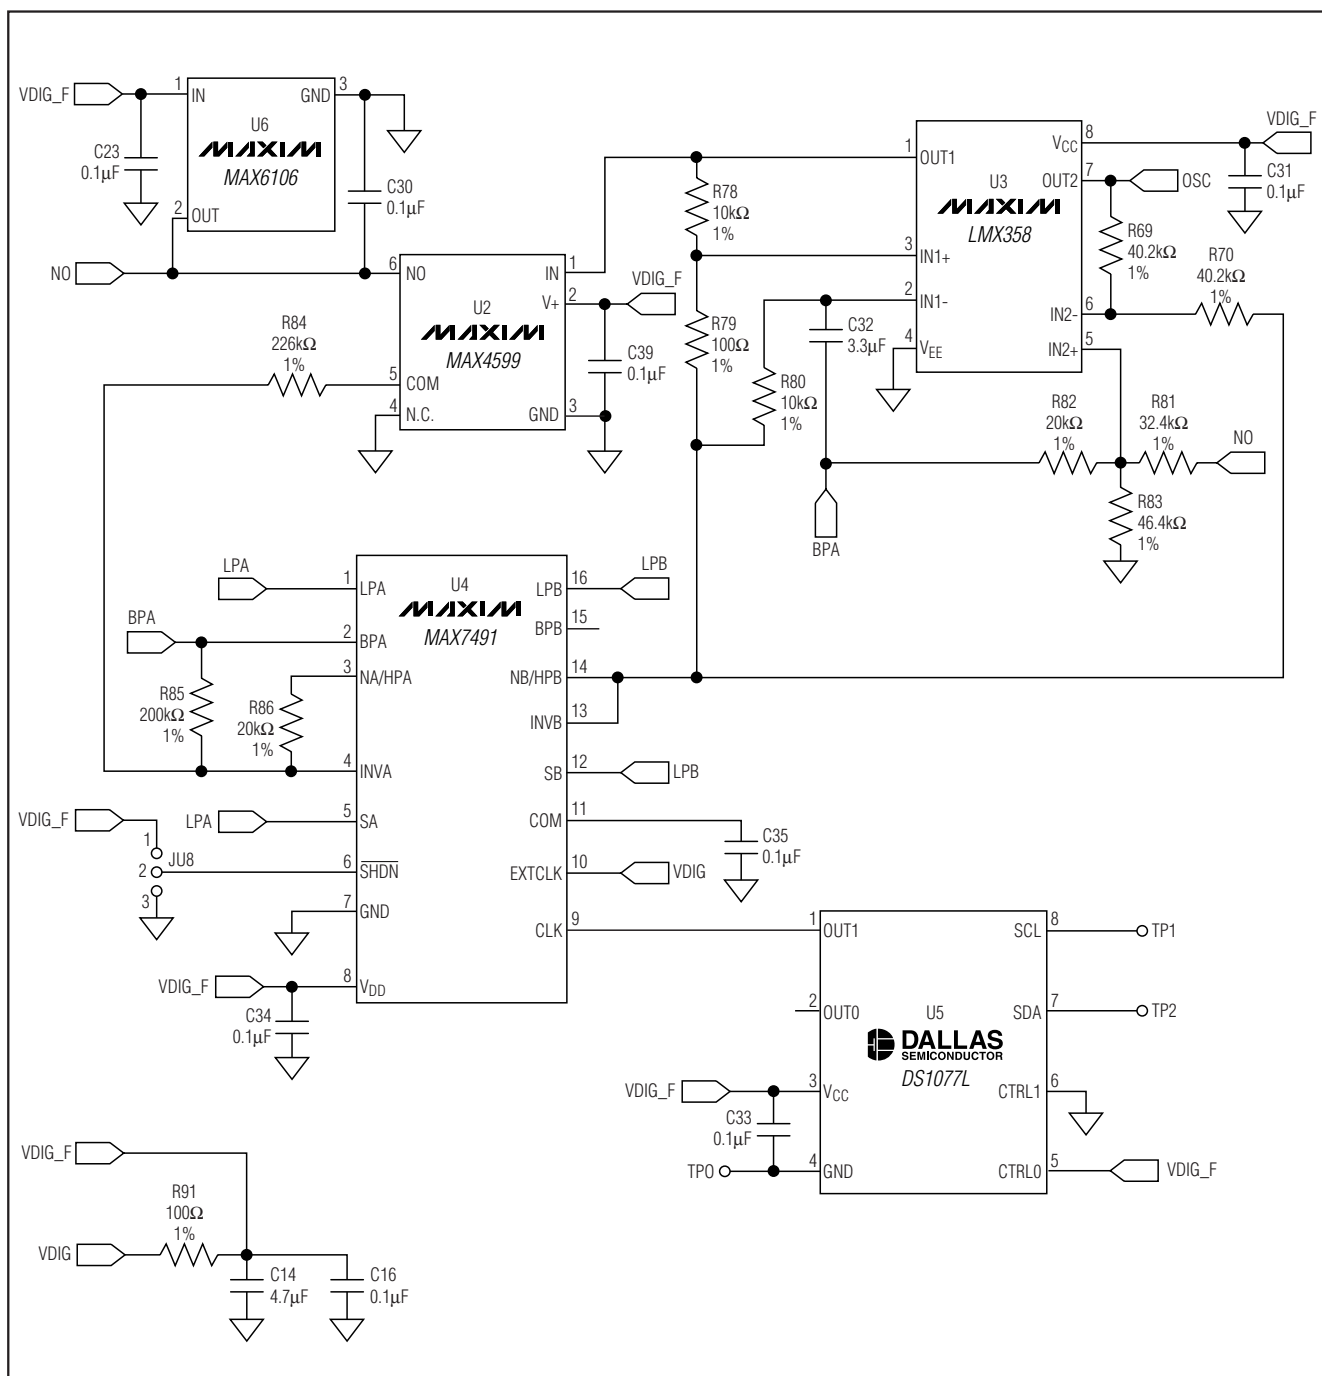 VDIG_F
1
IN
GND
3
U6
MAXIM
MAX6106
C23
0.1µF
2
OUT
C30
0.1µF
NO
6
NO
IN
1
U2
MAXIM
MAX4599
V+
2
VDIG_F
C39
0.1µF
R84
226kΩ
1%
5
COM
4
N.C.
GND
3
R78
10kΩ
1%
R79
100Ω
1%
R80
10kΩ
1%
C32
3.3µF
BPA
1
OUT1
3
IN1+
2
IN1-
4
VEE
U3
MAXIM
LMX358
VCC
8
VDIG_F
C31
0.1µF
OUT2
7
OSC
R69
40.2kΩ
1%
R70
40.2kΩ
1%
IN2-
6
IN2+
5
R82
20kΩ
1%
R81
32.4kΩ
1%
NO
R83
46.4kΩ
1%
LPA
1
LPA
U4
MAXIM
MAX7491
LPB
16
LPB
BPA
2
BPA
BPB
15
3
NA/HPA
NB/HPB
14
R85
200kΩ
1%
R86
20kΩ
1%
INVB
13
4
INVA
SB
12
LPB
LPA
5
SA
COM
11
C35
0.1µF
VDIG_F
1
2
3
JU8
6
SHDN
EXTCLK
10
VDIG
7
GND
CLK
9
VDIG_F
8
VDD
C34
0.1µF
1
OUT1
SCL
8
TP1
2
OUT0
U5
SDA
7
TP2
DALLAS
SEMICONDUCTOR
DS1077L
VDIG_F
3
VCC
CTRL1
6
C33
0.1µF
TP0
4
GND
CTRL0
5
VDIG_F
VDIG_F
R91
100Ω
1%
VDIG
C14
4.7µF
C16
0.1µF